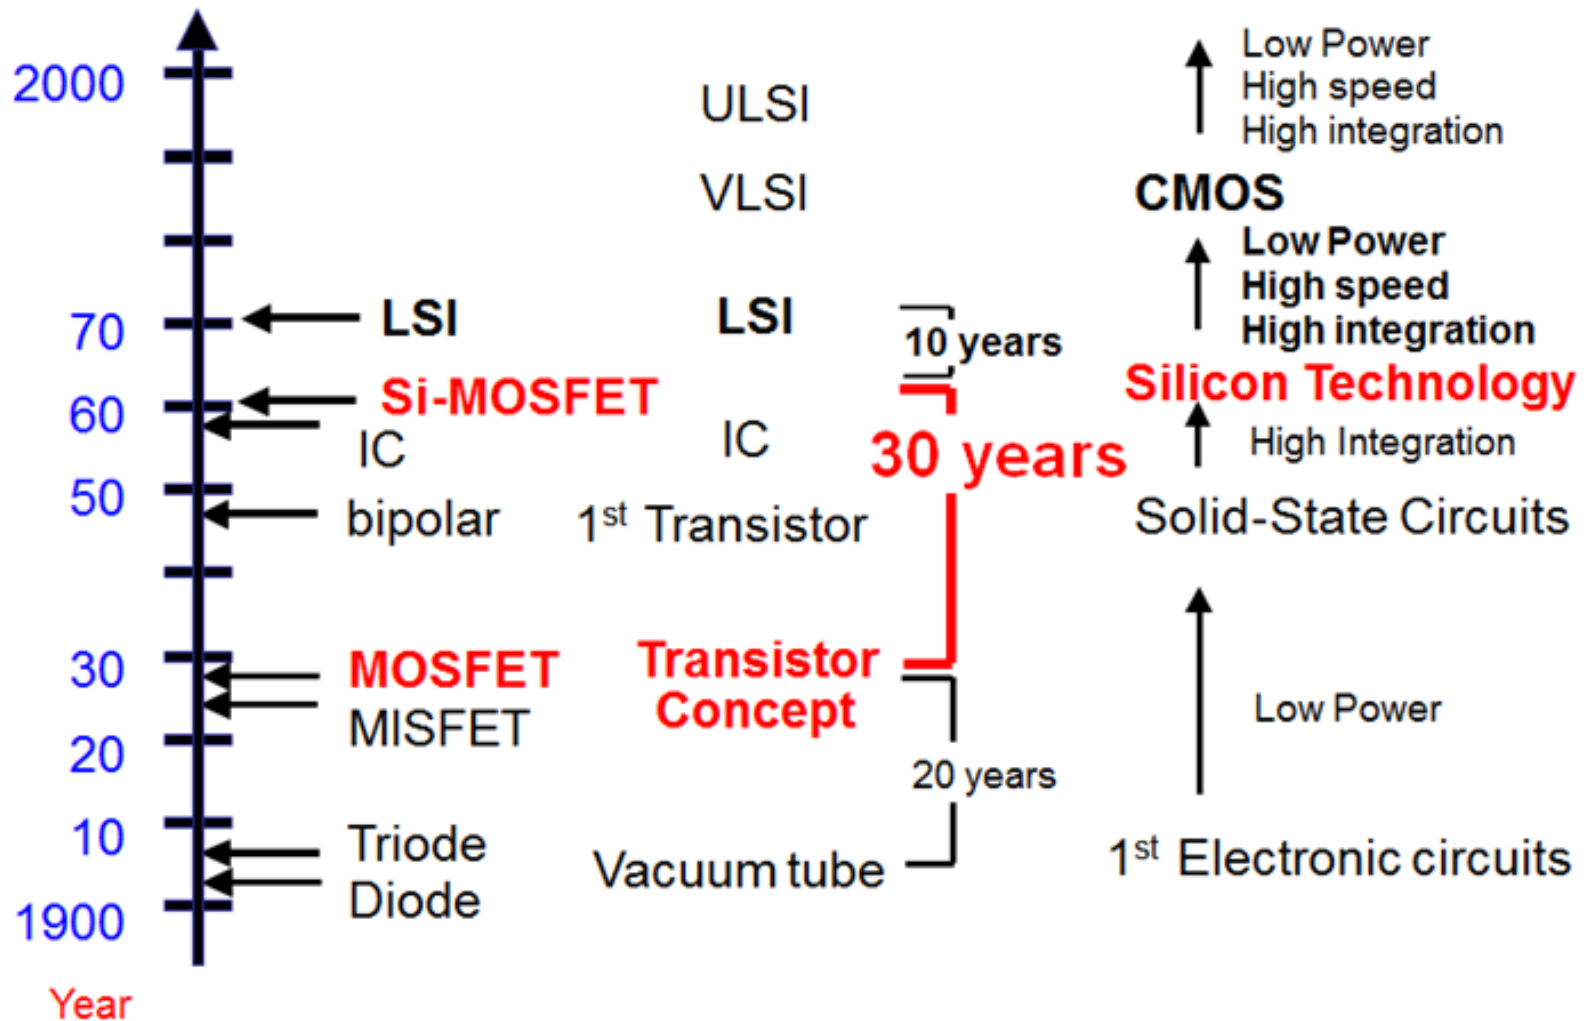 2000
70
60
50
30
20
10
1900
Year
LSI
Si-MOSFET
IC
bipolar
MOSFET
MISFET
Triode
Diode
ULSI
VLSI
LSI
IC
1st Transistor
Transistor
Concept
Vacuum tube
10 years
30 years
20 years
Low Power
High speed
High integration
CMOS
Low Power
High speed
High integration
Silicon Technology
High Integration
Solid-State Circuits
Low Power
1st Electronic circuits